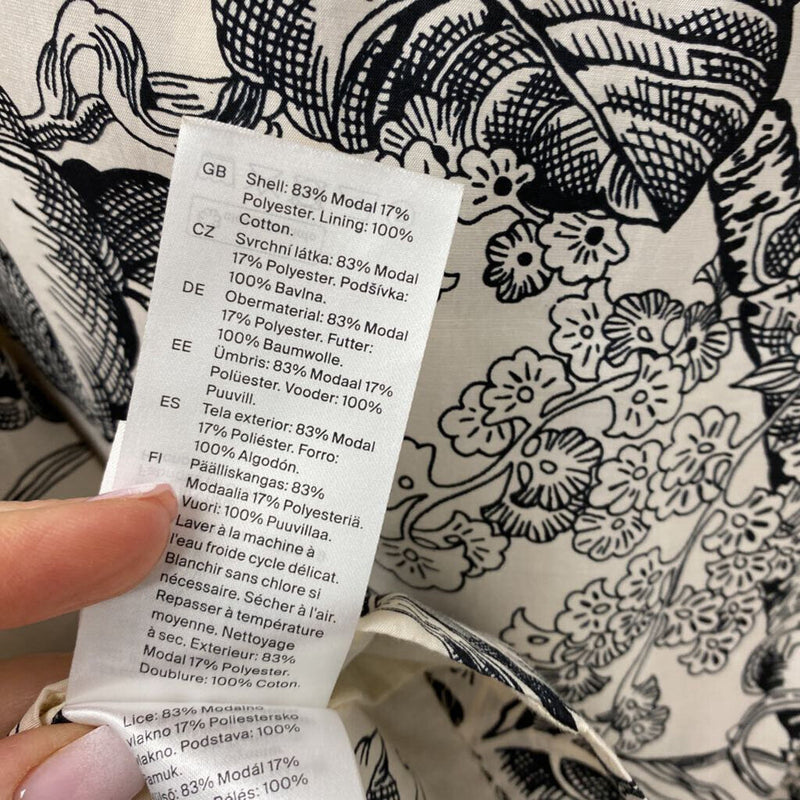 GB Shell: 83% Modal 17%
Polyester. Lining: 100%
Cotton.
CZ Svrchní látka: 83% Modal
17% Polyester. Podšívka:
100% Bavlna.
DE Obermaterial: 83% Modal
17% Polyester. Futter:
100% Baumwolle.
EE Ümbris: 83% Modaal 17%
Polüester. Vooder: 100%
Puuvill.
ES Tela exterior: 83% Modal
17% Poliéster. Forro:
100% Algodón.
FI Päälliskangas: 83%
Modaalia 17% Polyesteriä.
Vuori: 100% Puuvillaa.
Laver à la machine à
l'eau froide cycle délicat.
Blanchir sans chlore si
nécessaire. Sécher à l'air.
Repasser à température
moyenne. Nettoyage
à sec. Exterieur: 83%
Modal 17% Polyester.
Doublure: 100% Coton.
Lice: 83% Modalno
vlakno 17% Poliestersko
vlakno. Podstava: 100%
Pamuk.
83% Modál 17%
Bélés: 100%